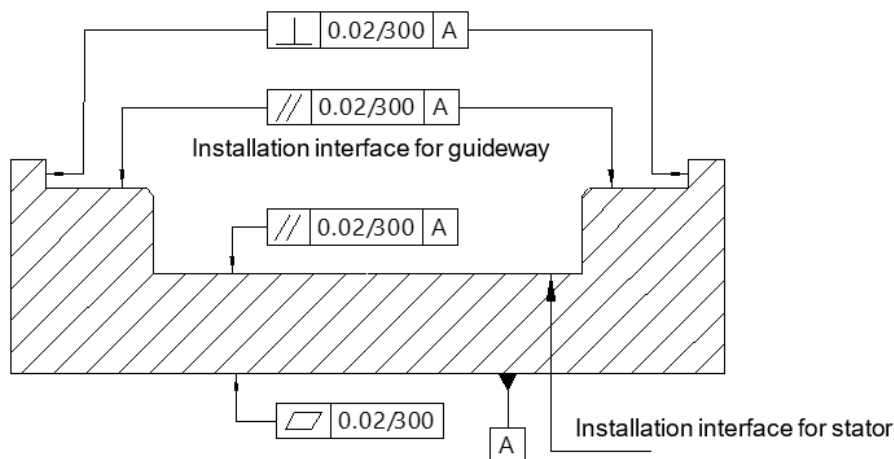 ⊥ 0.02/300 A
// 0.02/300 A
Installation interface for guideway
// 0.02/300 A
⏥ 0.02/300
A
Installation interface for stator